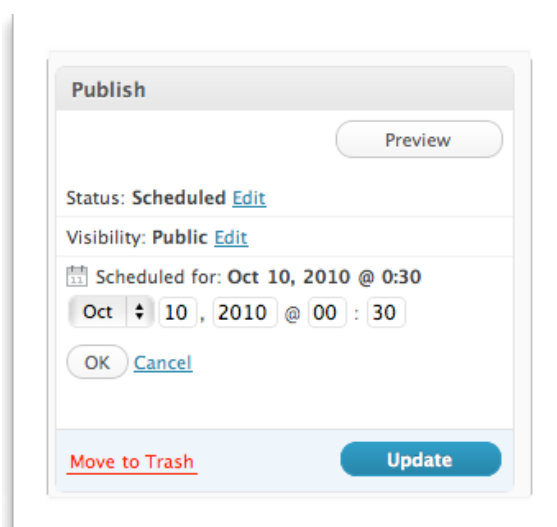 Publish
Preview
Status: Scheduled Edit
Visibility: Public Edit
11 Scheduled for: Oct 10, 2010 @ 0:30
Oct 10 , 2010 @ 00 : 30
OK Cancel
Move to Trash Update